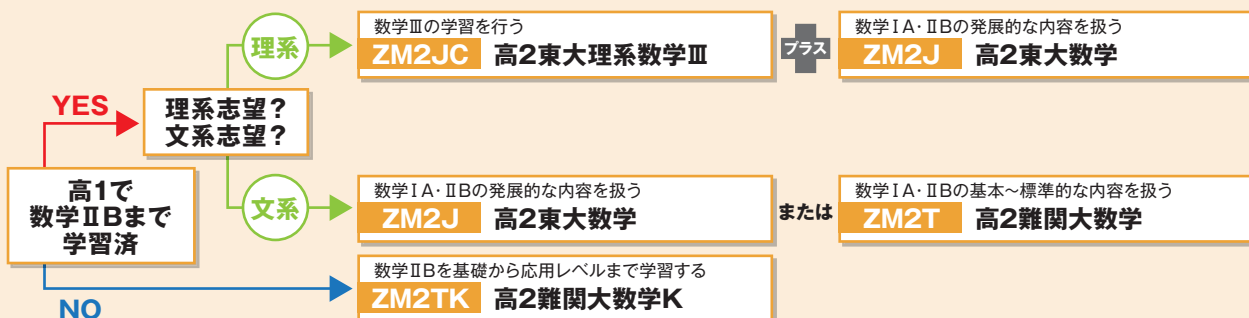 数学Ⅲの学習を行う
ZM2JC 高2東大理系数学Ⅲ
プラス
数学ⅠA・ⅡBの発展的な内容を扱う
ZM2J 高2東大数学
理系
YES
理系志望?
文系志望?
高1で
数学ⅡBまで
学習済
文系
数学ⅠA・ⅡBの発展的な内容を扱う
ZM2J 高2東大数学
または
数学ⅠA・ⅡBの基本~標準的な内容を扱う
ZM2T 高2難関大数学
NO
数学ⅡBを基礎から応用レベルまで学習する
ZM2TK 高2難関大数学K